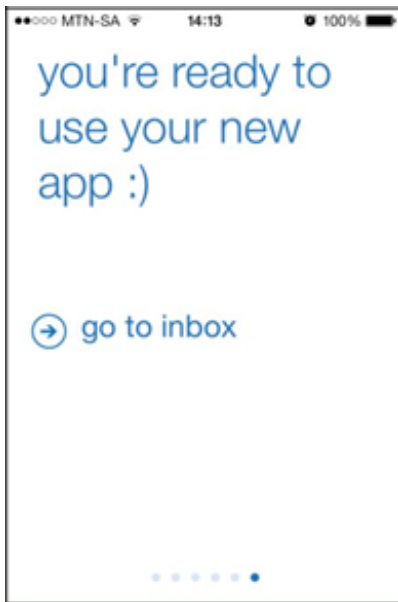 MTN-SA 14:13 100%
you're ready to
use your new
app :)
go to inbox